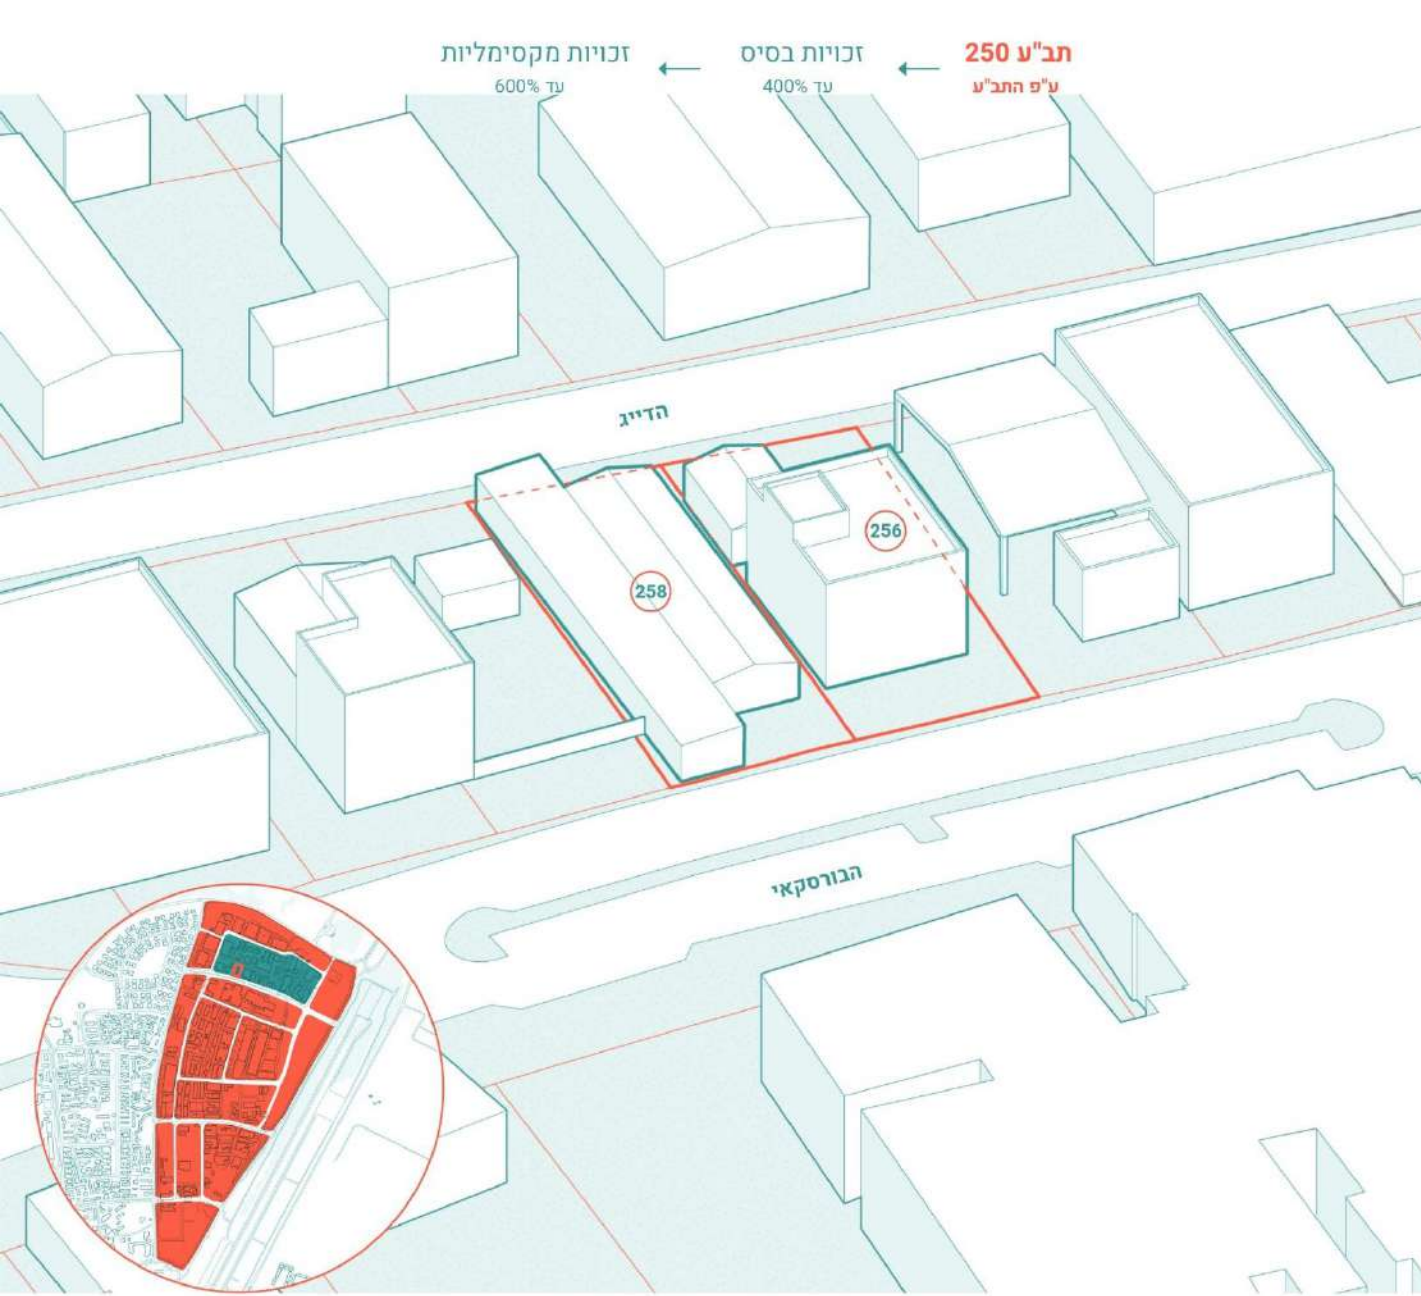 תב"ע 250
ע"פ התב"ע
זכויות בסיס
עד 400%
זכויות מקסימליות
עד 600%
הדייג
256
258
הבורסקאי